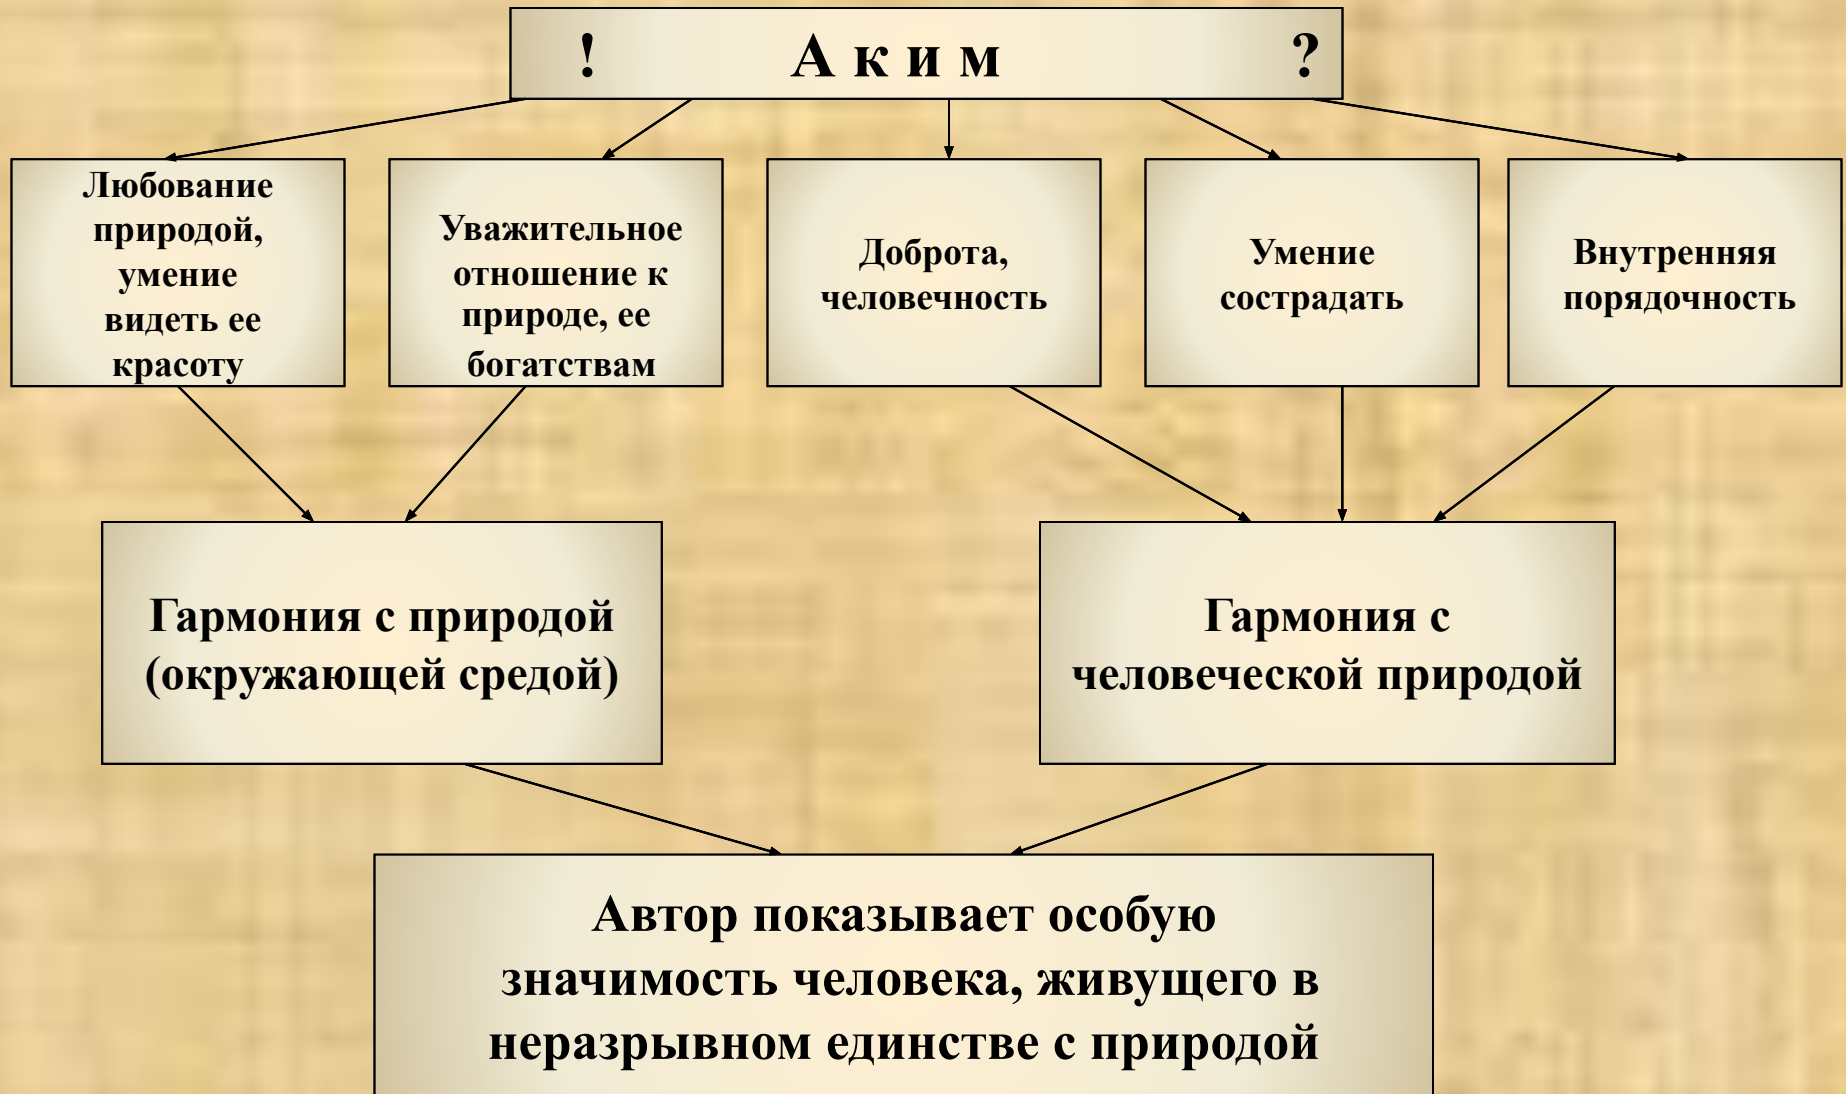 ! Аким ?
Любование
природой,
умение
видеть ее
красоту
Уважительное
отношение к
природе, ее
богатствам
Доброта,
человечность
Умение
сострадать
Внутренняя
порядочность
Гармония с природой
(окружающей средой)
Гармония с
человеческой природой
Автор показывает особую
значимость человека, живущего в
неразрывном единстве с природой